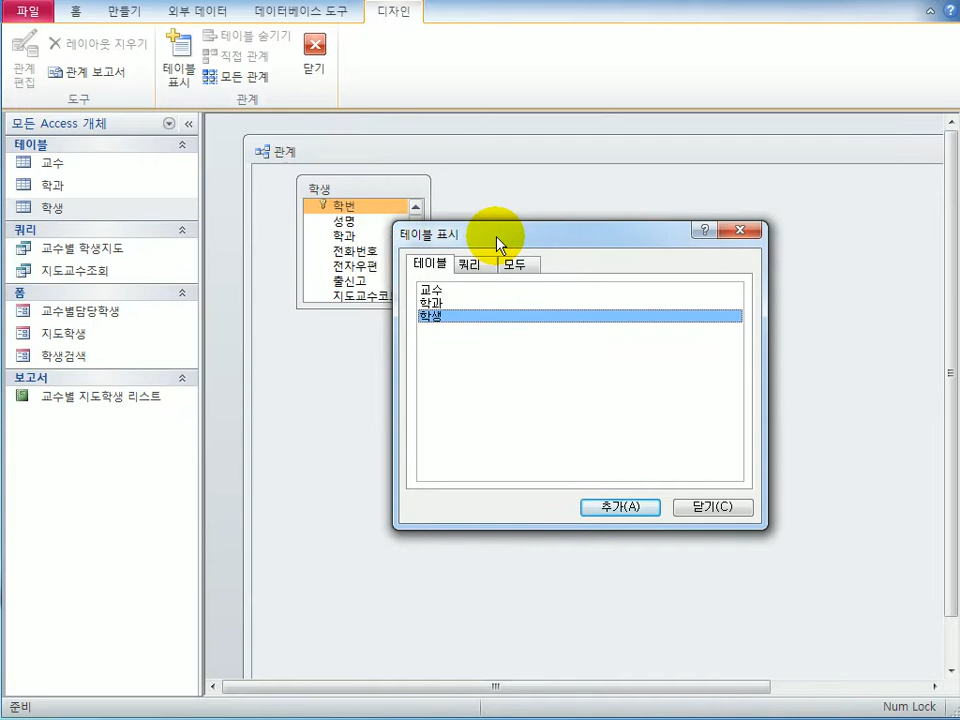 파일 홈 만들기 외부 데이터 데이터베이스 도구 디자인
관계 편집
레이아웃 지우기
관계 보고서
도구
테이블 표시
테이블 숨기기
직접 관계
모든 관계
닫기
관계
모든 Access 개체
테이블
교수
학과
학생
쿼리
교수별 학생지도
지도교수조회
폼
교수별담당학생
지도학생
학생검색
보고서
교수별 지도학생 리스트
관계
학생
학번
성명
학과
전화번호
전자우편
출신고
지도교수코
테이블 표시
테이블 쿼리 모두
교수
학과
학생
추가(A) 닫기(C)
준비 Num Lock